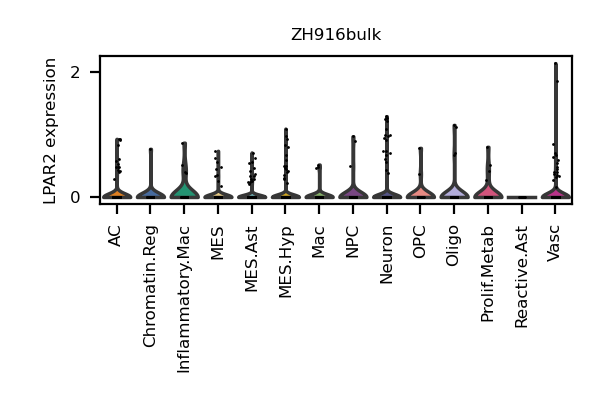 ZH916bulk
LPAR2 expression
2
0
AC
Chromatin.Reg
Inflammatory.Mac
MES
MES.Ast
MES.Hyp
Mac
NPC
Neuron
OPC
Oligo
Prolif.Metab
Reactive.Ast
Vasc